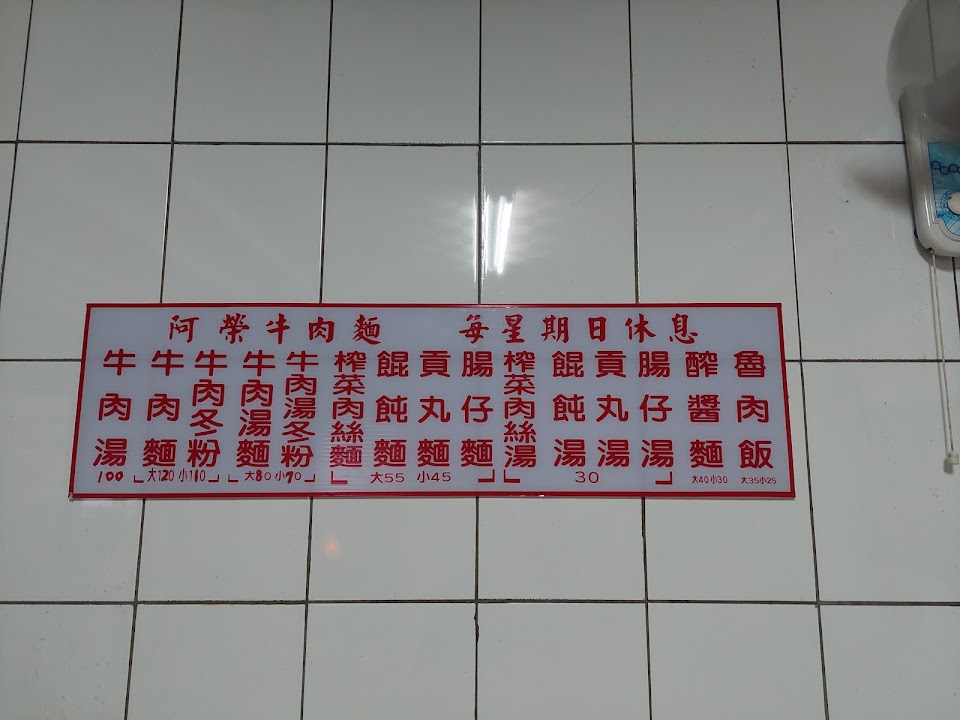 阿榮牛肉麵 每星期日休息
牛肉湯
牛肉麵
牛肉冬粉
牛肉湯麵
牛肉湯冬粉
榨菜肉絲麵
餛飩麵
貢丸麵
腸仔麵
榨菜肉絲湯
餛飩湯
貢丸湯
腸仔湯
醡醬麵
魯肉飯
100
大120 小110
大80 小70
大55 小45
30
大40小30
大35小25